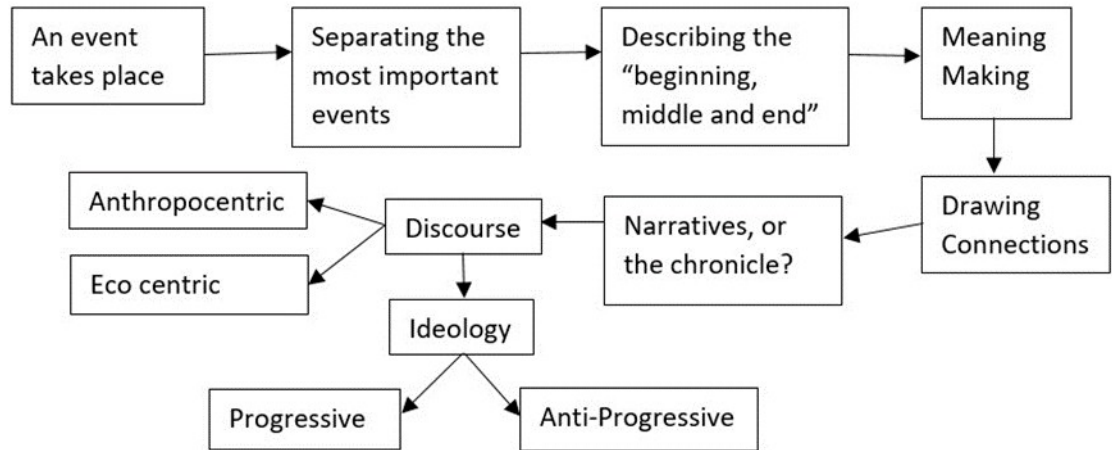 An event
takes place
Separating the
most important
events
Describing the
“beginning,
middle and end”
Meaning
Making
Drawing
Connections
Narratives, or
the chronicle?
Discourse
Anthropocentric
Eco centric
Ideology
Progressive
Anti-Progressive